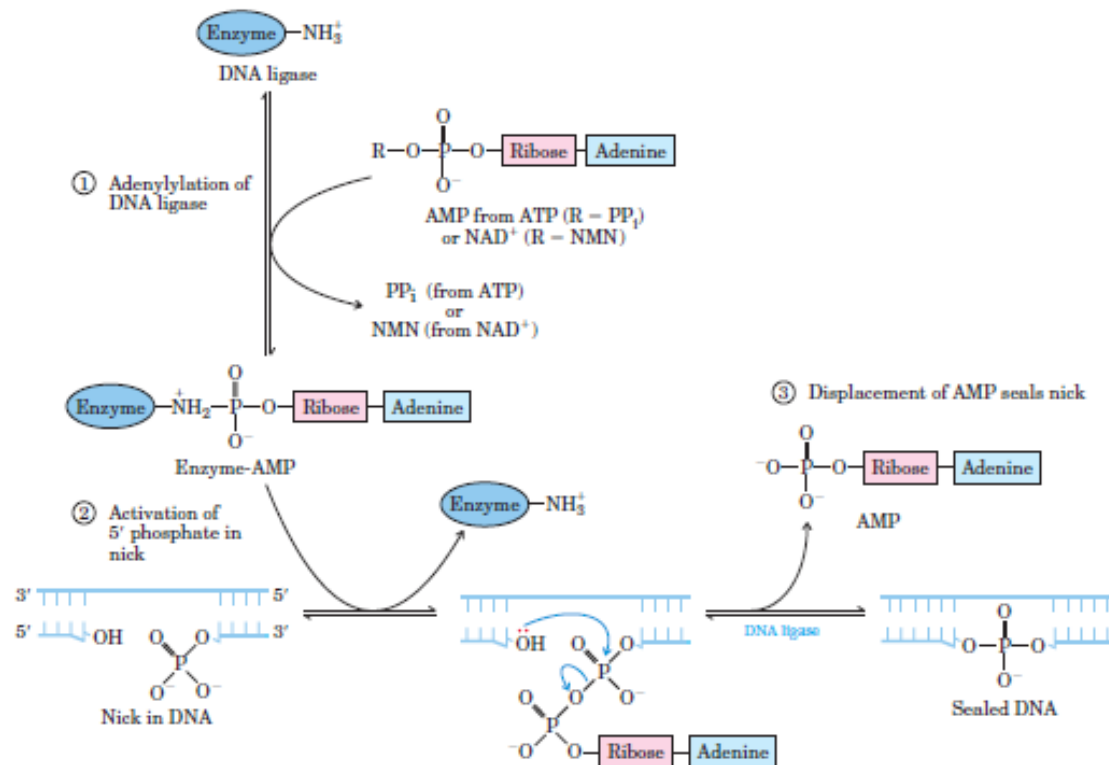 Enzyme–NH₃⁺
DNA ligase
O
R—O—P—O—Ribose—Adenine
O⁻
① Adenylylation of
DNA ligase
AMP from ATP (R – PPᵢ)
or NAD⁺ (R – NMN)
PPᵢ (from ATP)
or
NMN (from NAD⁺)
O
Enzyme—⁺NH₂—P—O—Ribose—Adenine
O⁻
Enzyme-AMP
② Activation of
5′ phosphate in
nick
Enzyme—NH₃⁺
③ Displacement of AMP seals nick
O
⁻O—P—O—Ribose—Adenine
O⁻
AMP
3′ 5′
5′ OH O O 3′
P
O⁻ O⁻
Nick in DNA
ÖH O O
P
O O O⁻
P
⁻O O—Ribose—Adenine
DNA ligase
O
O—P—O
O⁻
Sealed DNA